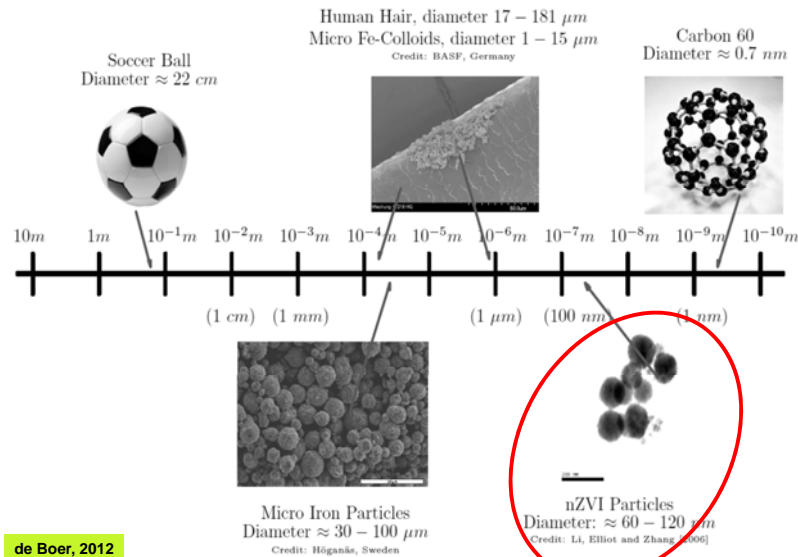 Human Hair, diameter 17 – 181 μm
Micro Fe-Colloids, diameter 1 – 15 μm
Credit: BASF, Germany
Soccer Ball
Diameter ≈ 22 cm
Carbon 60
Diameter ≈ 0.7 nm
10m 1m 10⁻¹m 10⁻²m 10⁻³m 10⁻⁴m 10⁻⁵m 10⁻⁶m 10⁻⁷m 10⁻⁸m 10⁻⁹m 10⁻¹⁰m
(1 cm) (1 mm) (1 μm) (100 nm) (1 nm)
Micro Iron Particles
Diameter ≈ 30 – 100 μm
Credit: Höganäs, Sweden
nZVI Particles
Diameter: ≈ 60 – 120 μm
Credit: Li, Elliot and Zhang [2006]
de Boer, 2012